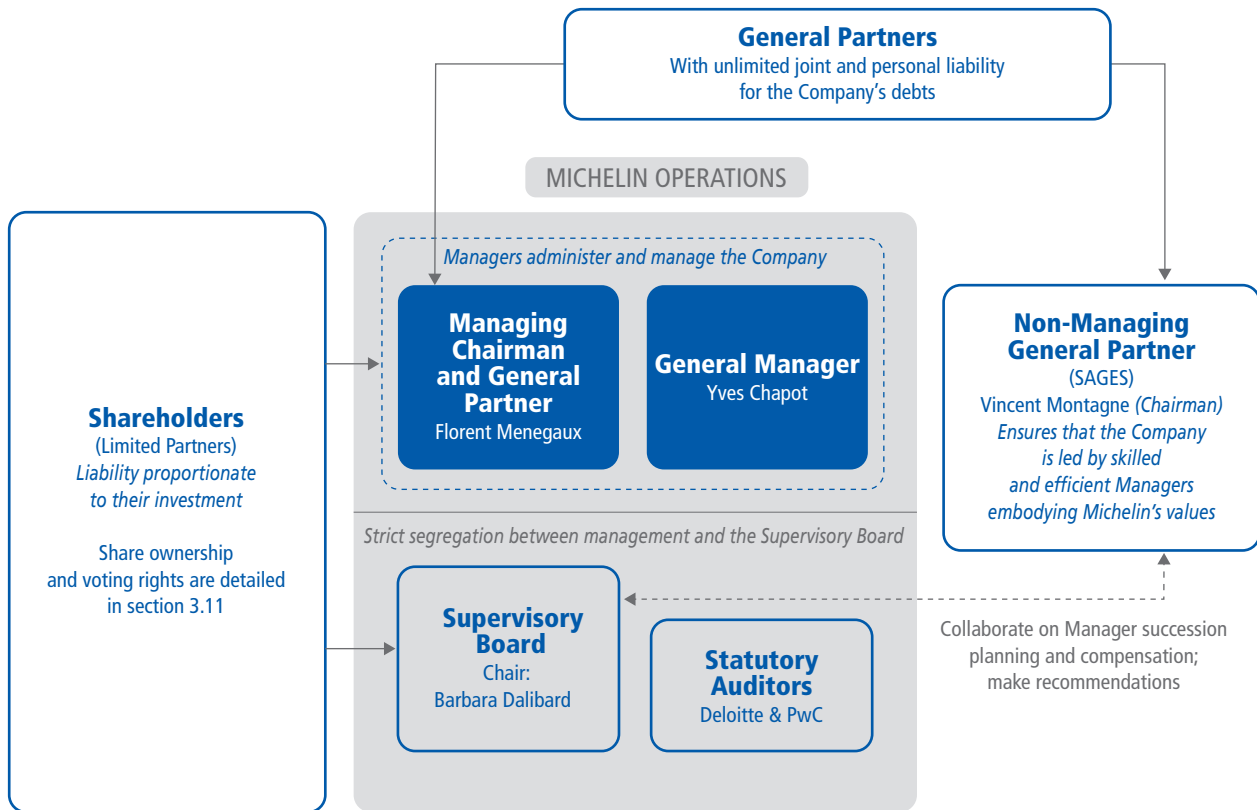 General Partners
With unlimited joint and personal liability
for the Company’s debts
MICHELIN OPERATIONS
Managers administer and manage the Company
Managing
Chairman
and General
Partner
Florent Menegaux
General Manager
Yves Chapot
Non-Managing
General Partner
(SAGES)
Vincent Montagne (Chairman)
Ensures that the Company
is led by skilled
and efficient Managers
embodying Michelin’s values
Shareholders
(Limited Partners)
Liability proportionate
to their investment
Share ownership
and voting rights are detailed
in section 3.11
Strict segregation between management and the Supervisory Board
Supervisory
Board
Chair:
Barbara Dalibard
Statutory
Auditors
Deloitte & PwC
Collaborate on Manager succession
planning and compensation;
make recommendations